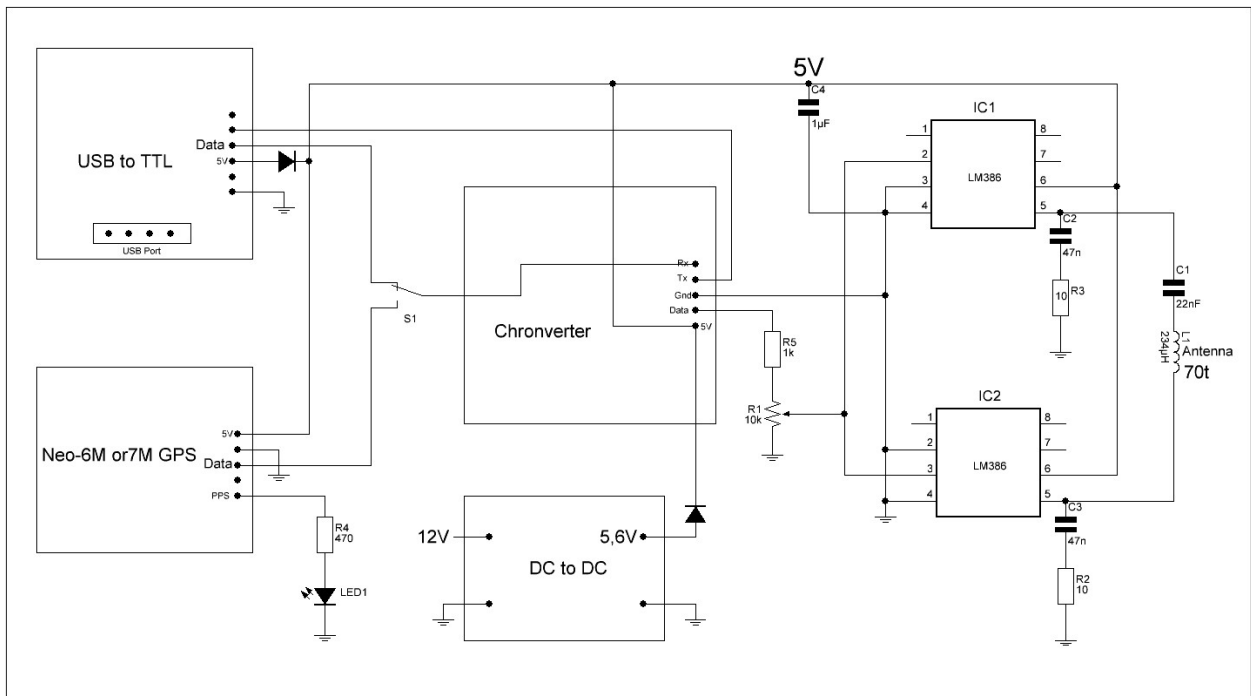 USB to TTL
Data
5V
USB Port
5V
C4
1µF
IC1
1
2
3
4
LM386
8
7
6
5
C2
47n
10
R3
C1
22nF
L1
234µH
Antenna
70t
S1
Chronverter
Rx
Tx
Gnd
Data
5V
R5
1k
R1
10k
IC2
1
2
3
4
LM386
8
7
6
5
C3
47n
R2
10
Neo-6M or7M GPS
5V
Data
PPS
R4
470
LED1
12V
5,6V
DC to DC